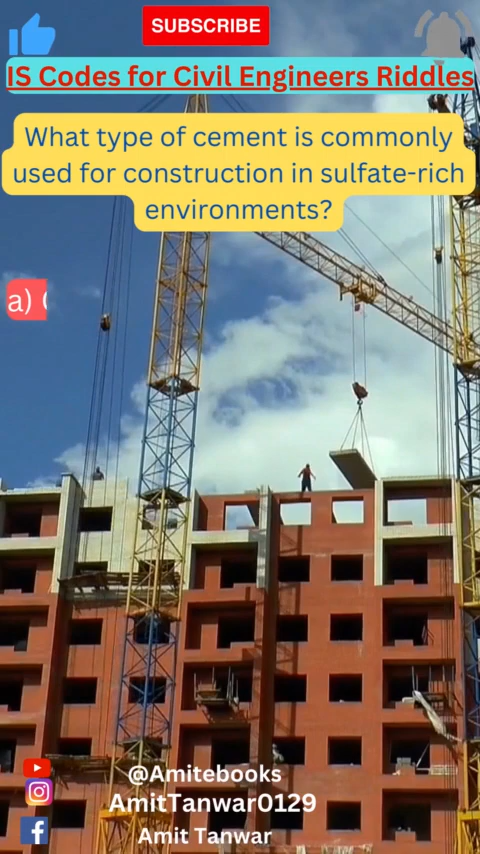 SUBSCRIBE
IS Codes for Civil Engineers Riddles
What type of cement is commonly
used for construction in sulfate-rich
environments?
a)
@Amitebooks
AmitTanwar0129
Amit Tanwar